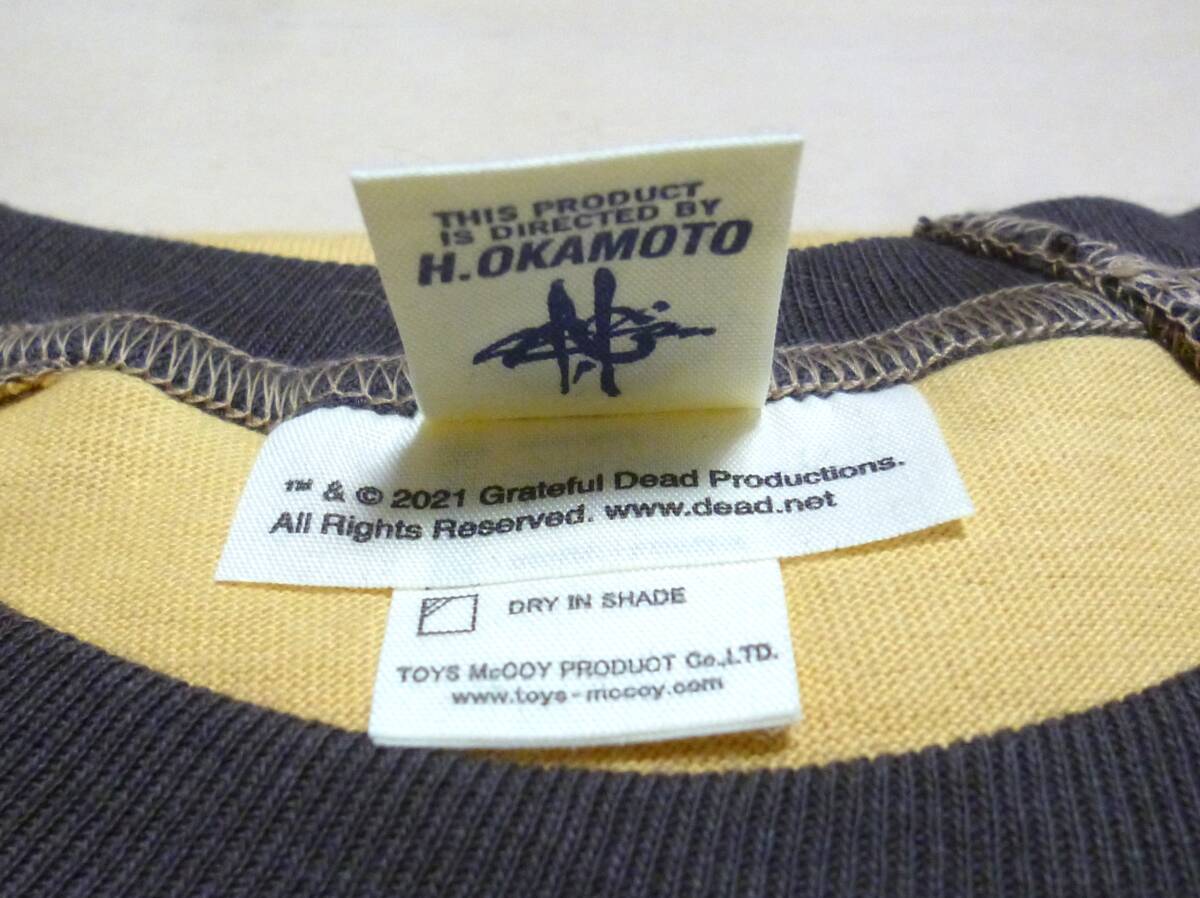 THIS PRODUCT
IS DIRECTED BY
H.OKAMOTO
™ & © 2021 Grateful Dead Productions.
All Rights Reserved. www.dead.net
DRY IN SHADE
TOYS McCOY PRODUCT Co.,LTD.
www.toys-mccoy.com